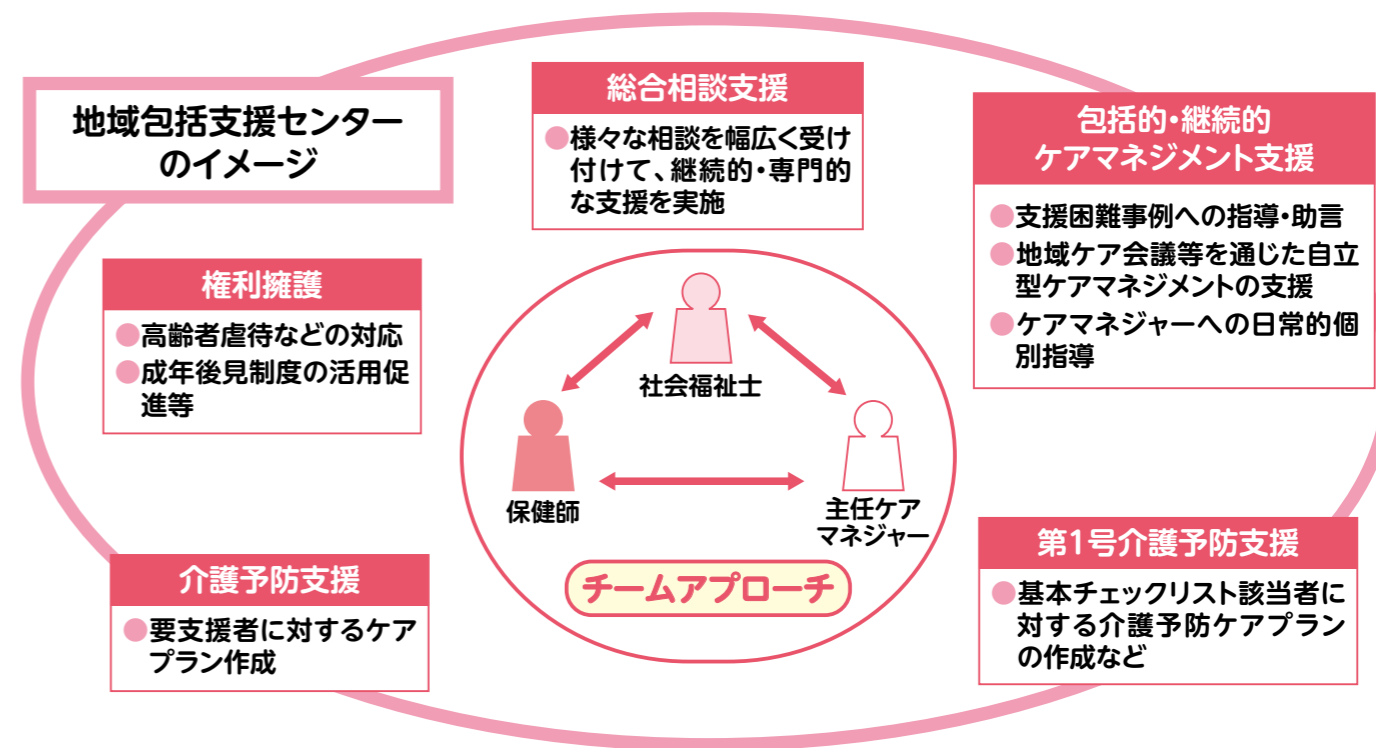 地域包括支援センター
のイメージ
総合相談支援
●様々な相談を幅広く受け
付けて、継続的・専門的
な支援を実施
包括的・継続的
ケアマネジメント支援
●支援困難事例への指導・助言
●地域ケア会議等を通じた自立
型ケアマネジメントの支援
●ケアマネジャーへの日常的個
別指導
権利擁護
●高齢者虐待などの対応
●成年後見制度の活用促
進等
社会福祉士
保健師
主任ケア
マネジャー
チームアプローチ
介護予防支援
●要支援者に対するケア
プラン作成
第1号介護予防支援
●基本チェックリスト該当者に
対する介護予防ケアプラン
の作成など